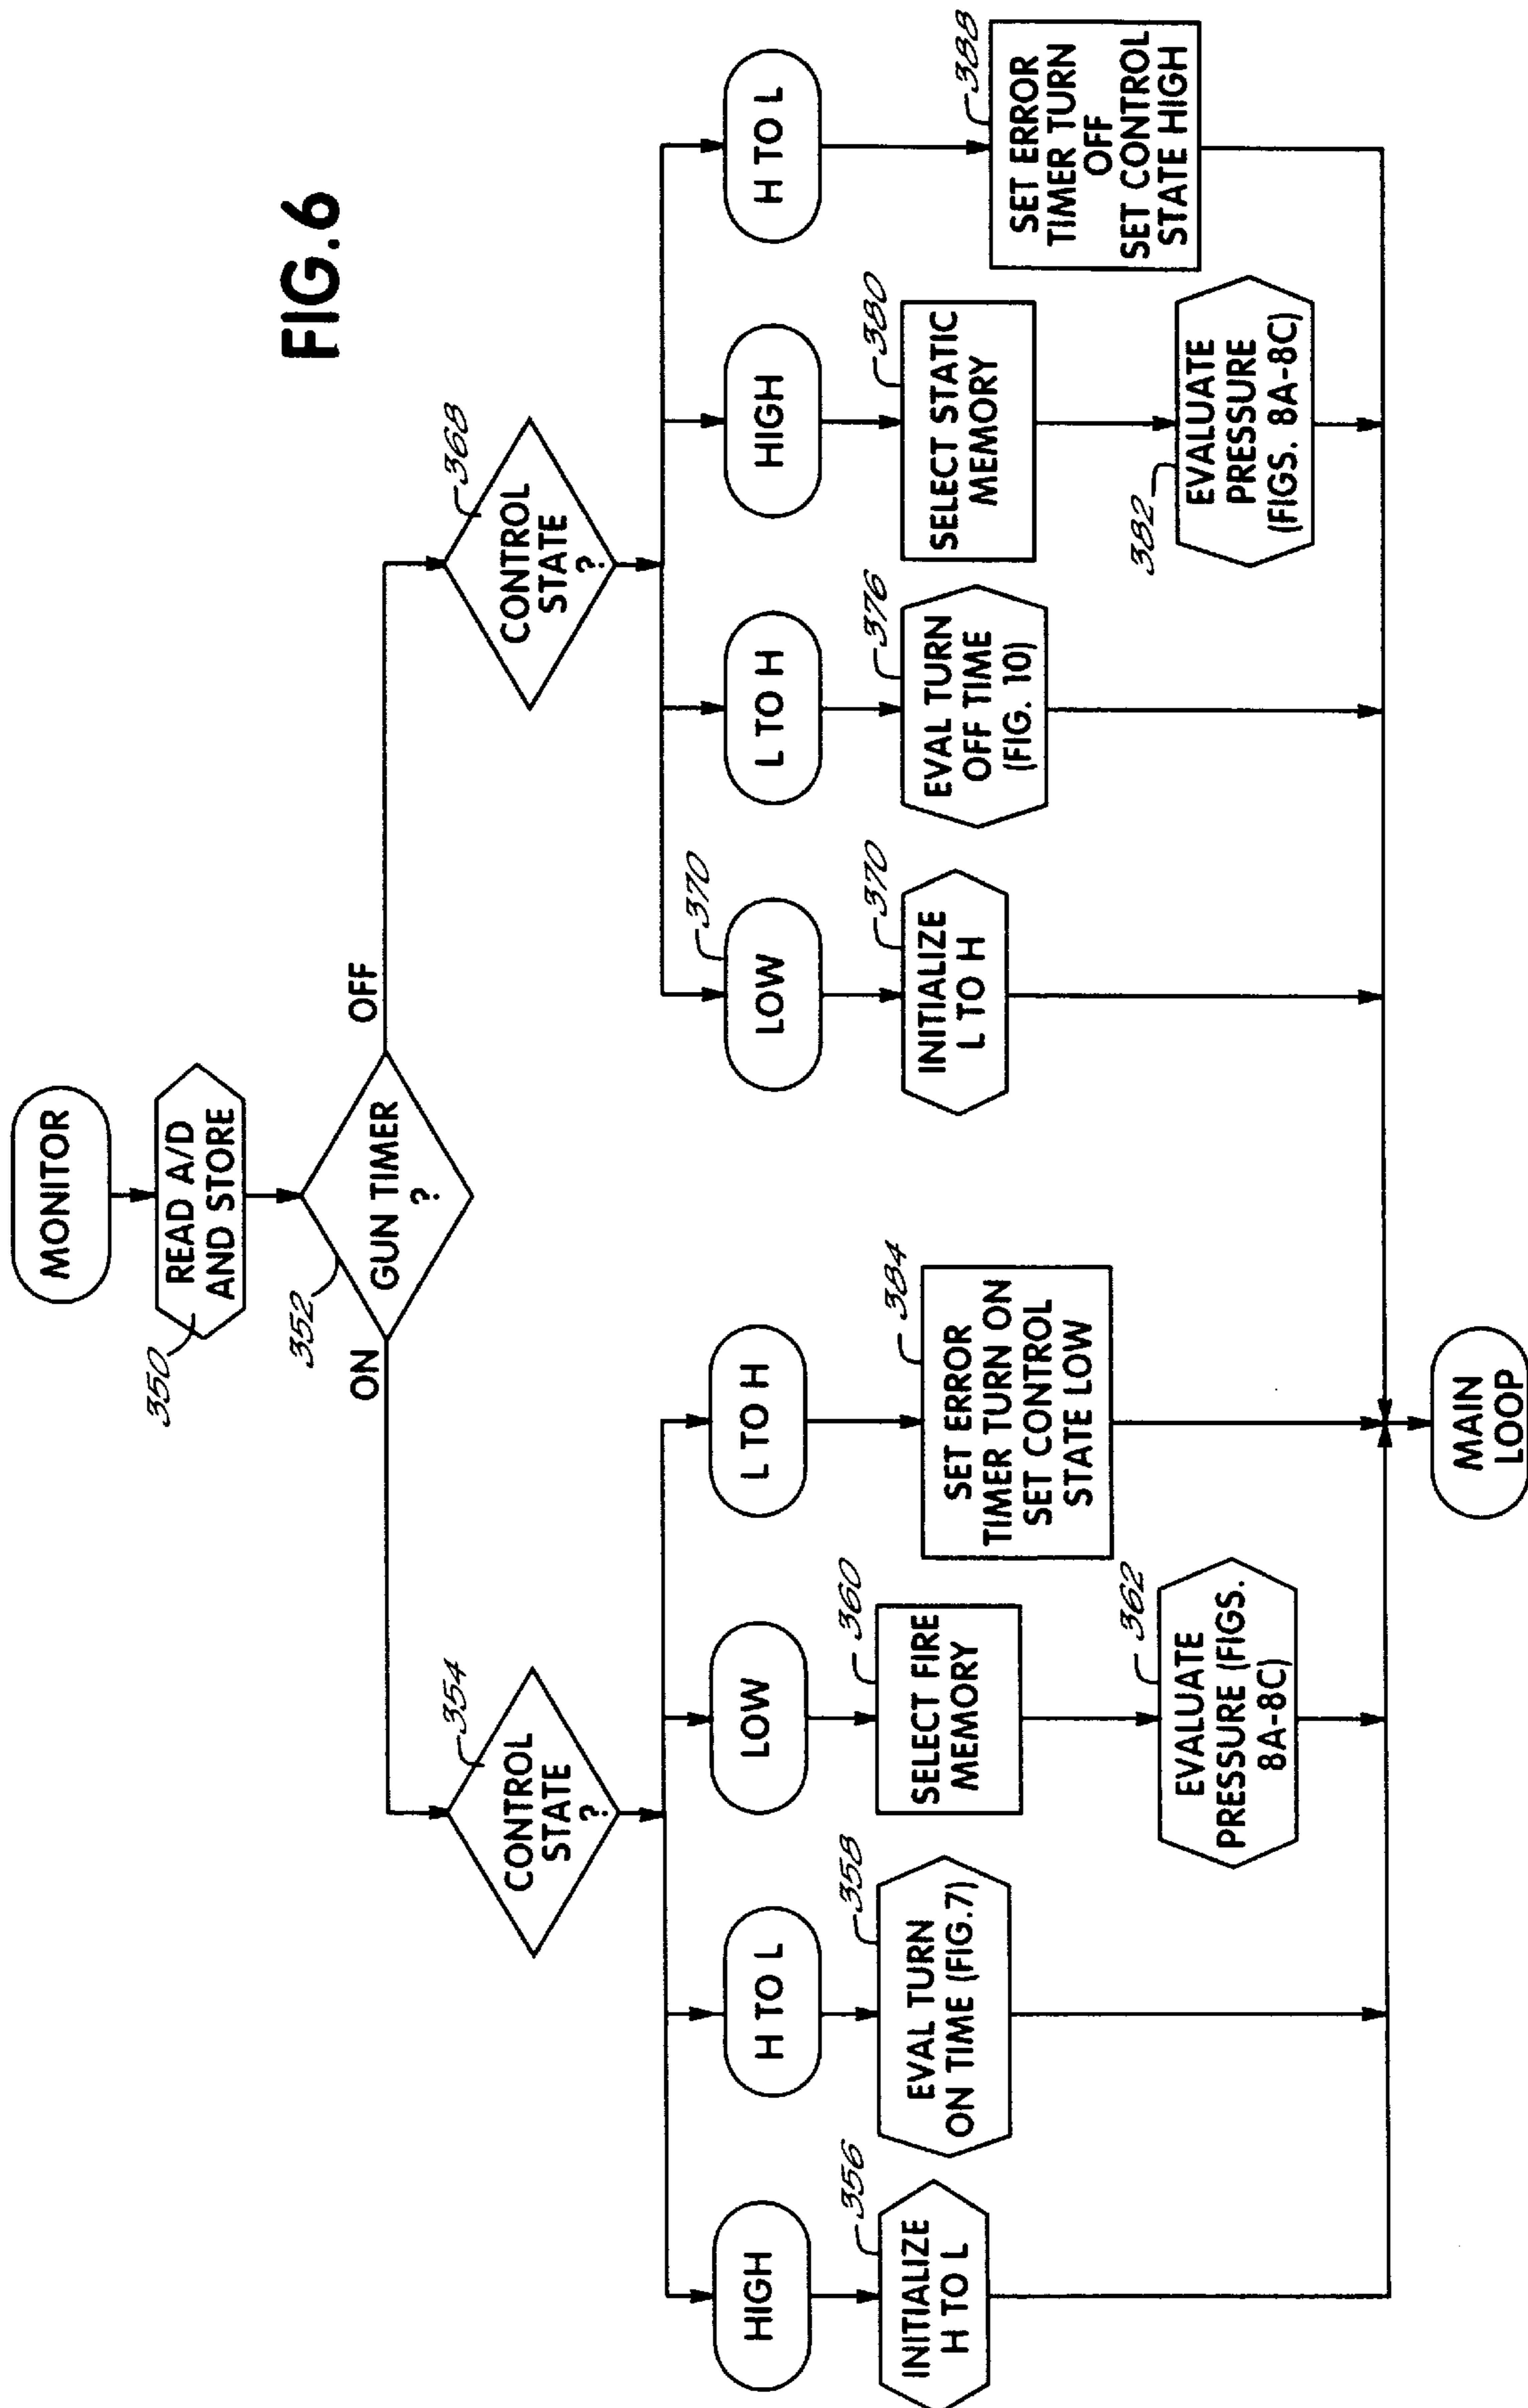 FIG.6
MONITOR
350
READ A/D
AND STORE
352
GUN TIMER
?
ON
OFF
354
CONTROL
STATE
?
HIGH
356
INITIALIZE
H TO L
H TO L
358
EVAL TURN
ON TIME (FIG.7)
LOW
360
SELECT FIRE
MEMORY
362
EVALUATE
PRESSURE (FIGS.
8A-8C)
L TO H
384
SET ERROR
TIMER TURN ON
SET CONTROL
STATE LOW
368
CONTROL
STATE
?
370
LOW
370
INITIALIZE
L TO H
L TO H
376
EVAL TURN
OFF TIME
(FIG. 10)
HIGH
380
SELECT STATIC
MEMORY
382
EVALUATE
PRESSURE
(FIGS. 8A-8C)
H TO L
388
SET ERROR
TIMER TURN
OFF
SET CONTROL
STATE HIGH
MAIN
LOOP